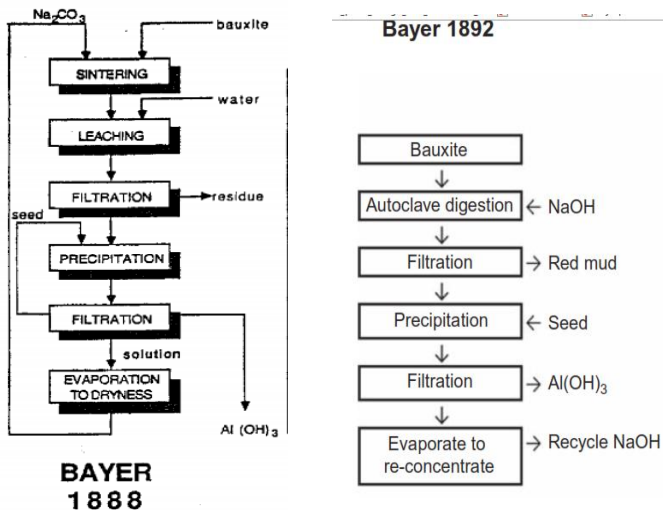 Na2CO3
bauxite
SINTERING
water
LEACHING
FILTRATION
residue
seed
PRECIPITATION
FILTRATION
solution
EVAPORATION
TO DRYNESS
Al (OH)3
BAYER
1888
Bayer 1892
Bauxite
Autoclave digestion
NaOH
Filtration
Red mud
Precipitation
Seed
Filtration
Al(OH)3
Evaporate to
re-concentrate
Recycle NaOH